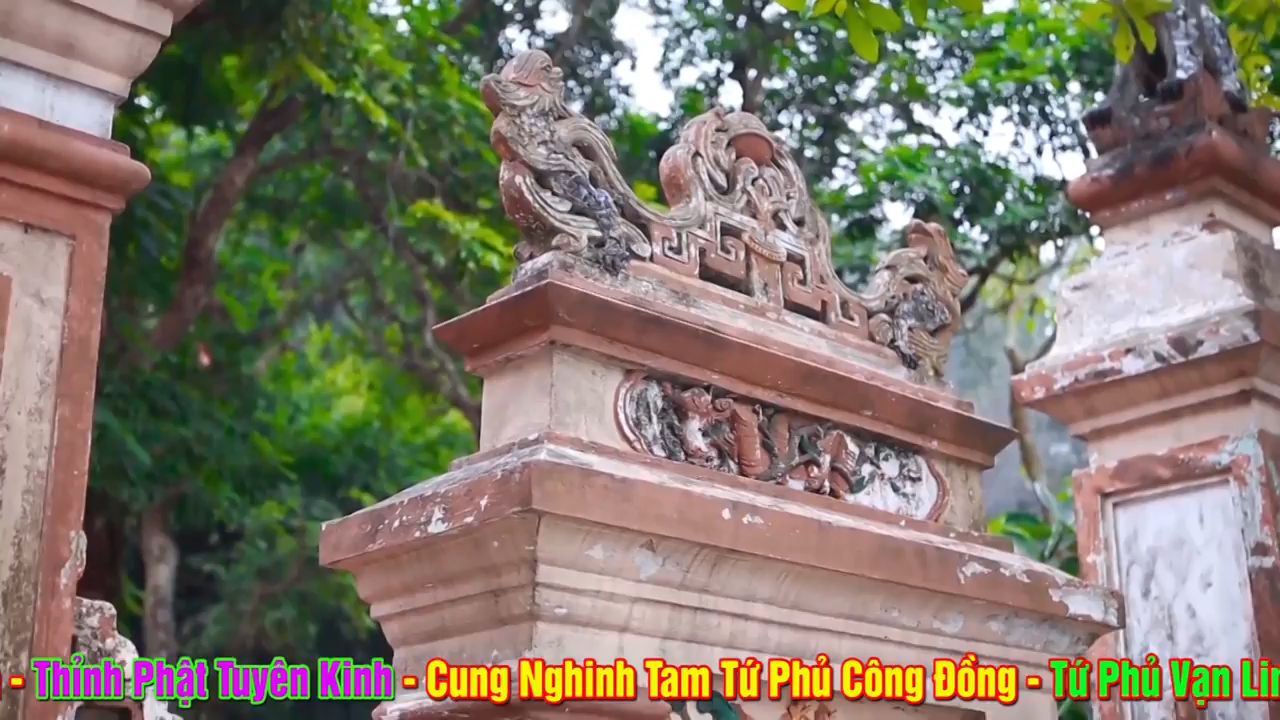 - Thỉnh Phật Tuyên Kinh - Cung Nghinh Tam Tứ Phủ Công Đồng - Tứ Phủ Vạn